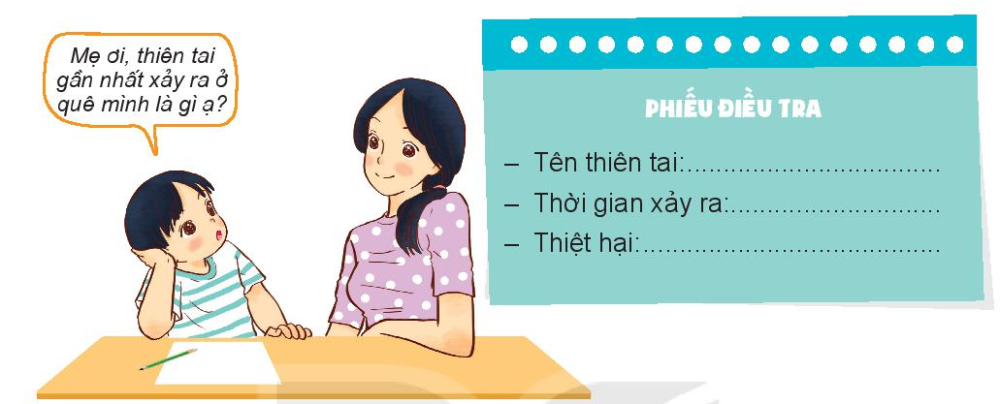 Mẹ ơi, thiên tai
gần nhất xảy ra ở
quê mình là gì ạ?
PHIẾU ĐIỀU TRA
– Tên thiên tai:...................................
– Thời gian xảy ra:.............................
– Thiệt hại:.........................................